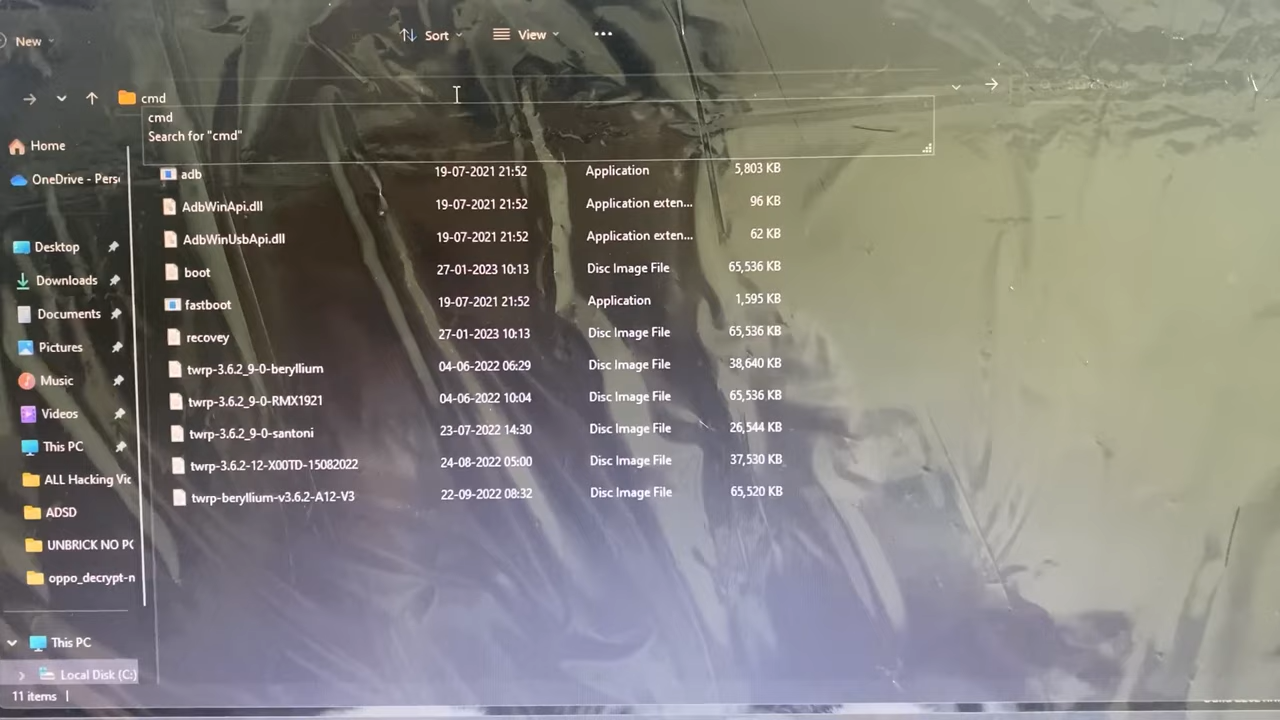 New
Sort
View
cmd
cmd
Search for "cmd"
Home
OneDrive - Pers
Desktop
Downloads
Documents
Pictures
Music
Videos
This PC
ALL Hacking Vic
ADSD
UNBRICK NO PC
oppo_decrypt-n
This PC
Local Disk (C:)
adb 19-07-2021 21:52 Application 5,803 KB
AdbWinApi.dll 19-07-2021 21:52 Application exten... 96 KB
AdbWinUsbApi.dll 19-07-2021 21:52 Application exten... 62 KB
boot 27-01-2023 10:13 Disc Image File 65,536 KB
fastboot 19-07-2021 21:52 Application 1,595 KB
recovey 27-01-2023 10:13 Disc Image File 65,536 KB
twrp-3.6.2_9-0-beryllium 04-06-2022 06:29 Disc Image File 38,640 KB
twrp-3.6.2_9-0-RMX1921 04-06-2022 10:04 Disc Image File 65,536 KB
twrp-3.6.2_9-0-santoni 23-07-2022 14:30 Disc Image File 26,544 KB
twrp-3.6.2-12-X00TD-15082022 24-08-2022 05:00 Disc Image File 37,530 KB
twrp-beryllium-v3.6.2-A12-V3 22-09-2022 08:32 Disc Image File 65,520 KB
11 items